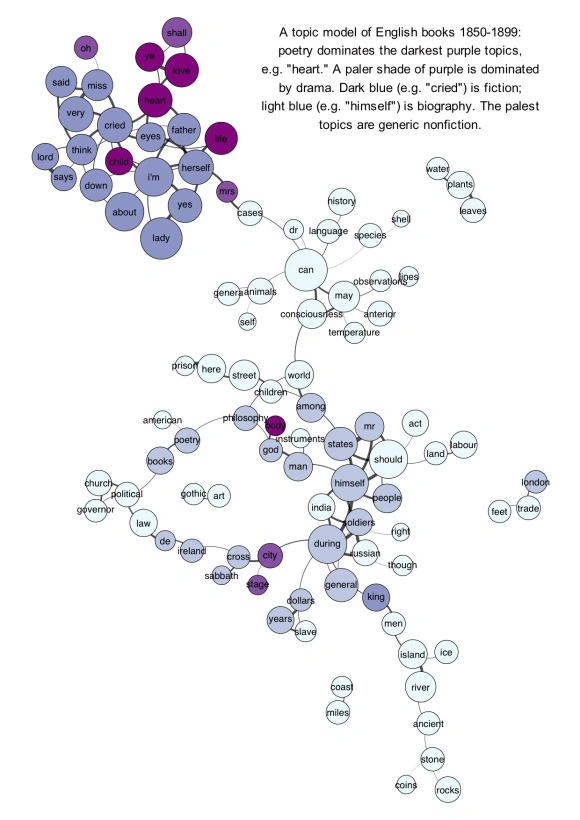 A topic model of English books 1850-1899:
poetry dominates the darkest purple topics,
e.g. "heart." A paler shade of purple is dominated
by drama. Dark blue (e.g. "cried") is fiction;
light blue (e.g. "himself") is biography. The palest
topics are generic nonfiction.
shall
oh
ye
love
said
miss
heart
very
cried
eyes
father
life
think
lord
child
herself
says
down
i'm
mrs
about
yes
lady
water
plants
leaves
cases
history
shell
dr
language
species
can
observations
lines
animals
may
self
consciousness
anterior
temperature
prison
here
street
world
children
among
american
philosophy
body
mr
act
poetry
instruments
god
states
should
labour
books
man
land
church
political
gothic
art
himself
people
london
governor
india
feet
trade
law
soldiers
right
de
ireland
cross
city
during
russian
though
sabbath
stage
general
dollars
king
years
slave
men
island
ice
coast
river
miles
ancient
stone
coins
rocks